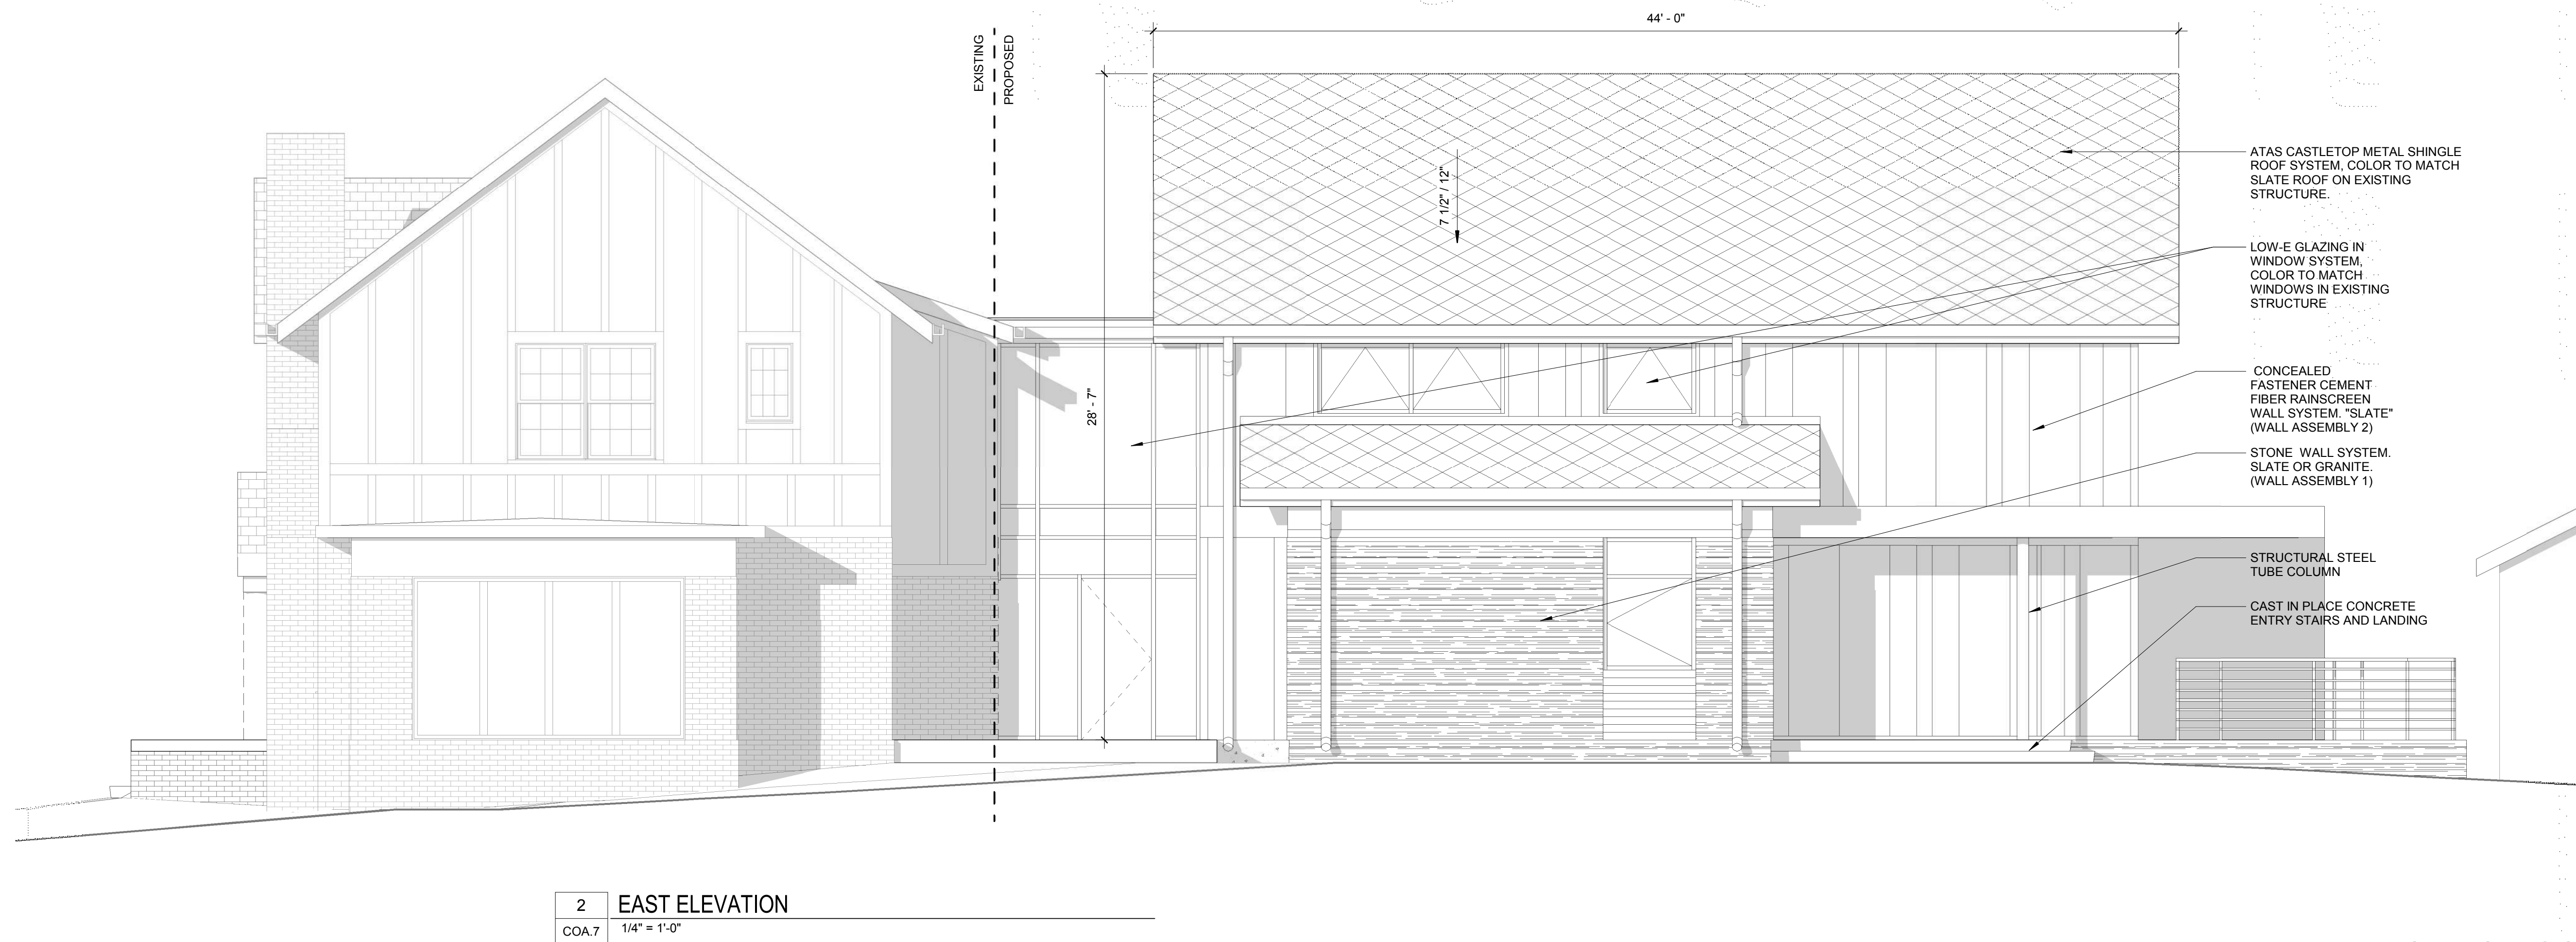 44' - 0"
EXISTING
PROPOSED
28' - 7"
7 1/2" / 12"
ATAS CASTLETOP METAL SHINGLE
ROOF SYSTEM, COLOR TO MATCH
SLATE ROOF ON EXISTING
STRUCTURE.
LOW-E GLAZING IN
WINDOW SYSTEM,
COLOR TO MATCH
WINDOWS IN EXISTING
STRUCTURE
CONCEALED
FASTENER CEMENT
FIBER RAINSCREEN
WALL SYSTEM. "SLATE"
(WALL ASSEMBLY 2)
STONE WALL SYSTEM.
SLATE OR GRANITE.
(WALL ASSEMBLY 1)
STRUCTURAL STEEL
TUBE COLUMN
CAST IN PLACE CONCRETE
ENTRY STAIRS AND LANDING
2
EAST ELEVATION
COA.7
1/4" = 1'-0"